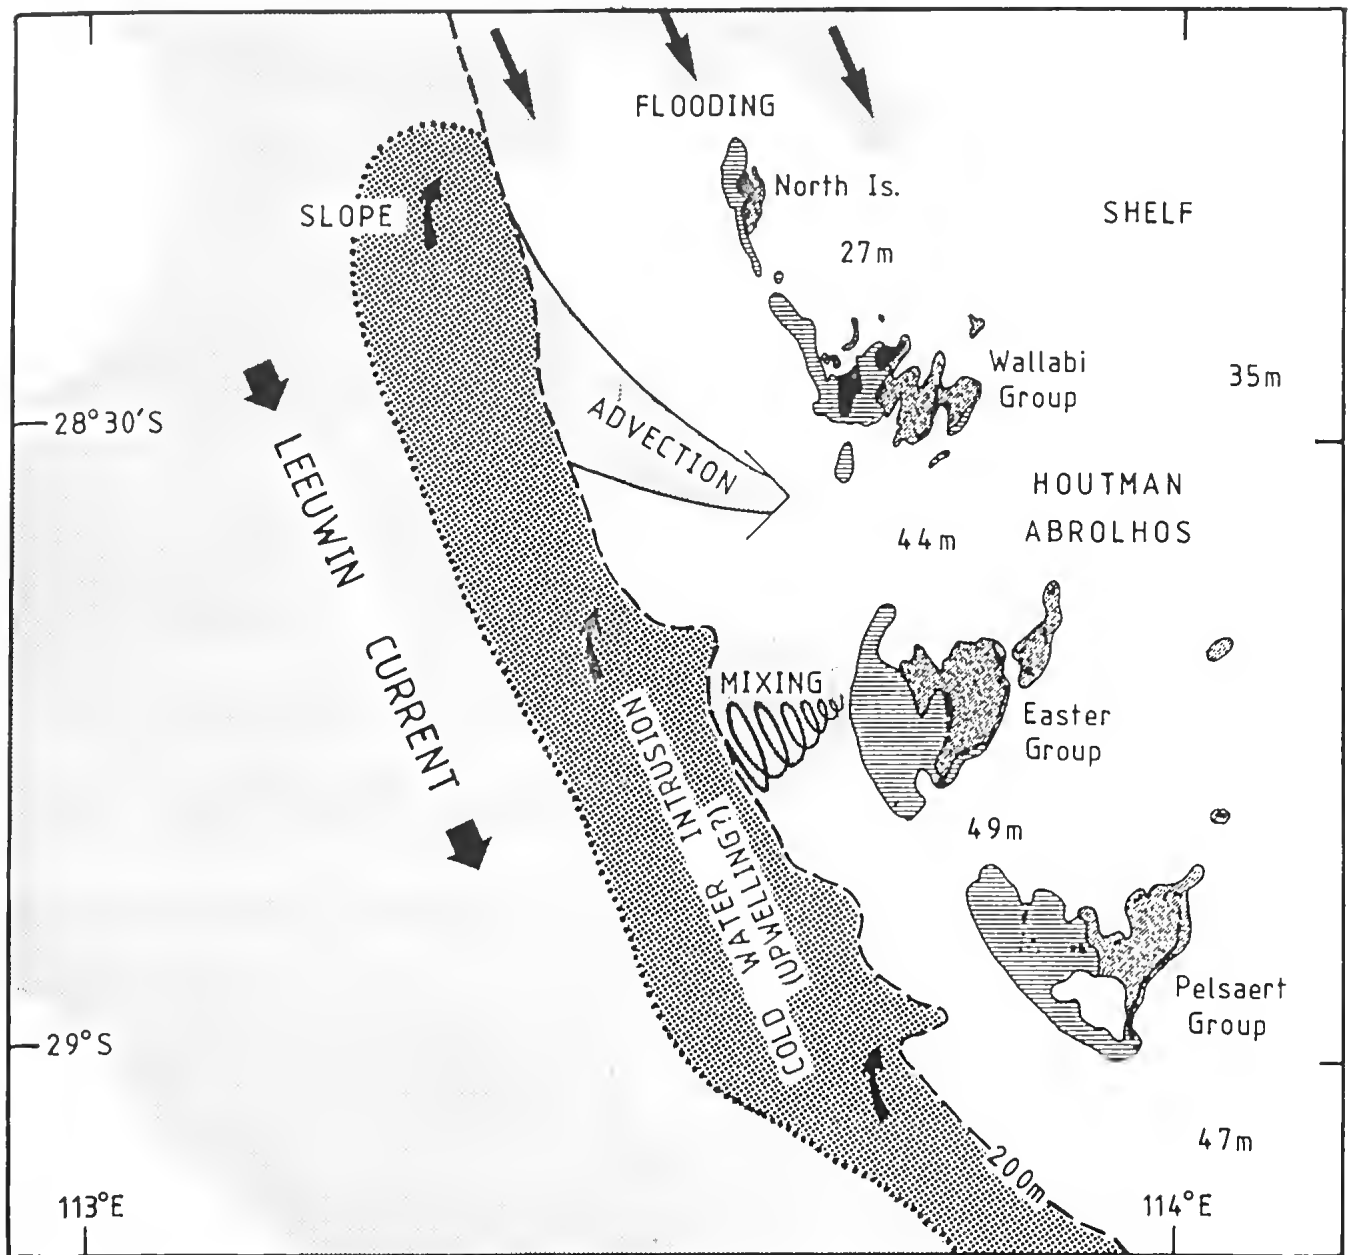 FLOODING
North Is.
SLOPE
SHELF
27m
Wallabi
Group
35m
28°30'S
ADVECTION
LEEUWIN CURRENT
HOUTMAN
ABROLHOS
44m
MIXING
Easter
Group
COLD WATER INTRUSION
(UPWELLING?)
49m
Pelsaert
Group
29°S
47m
200m
113°E
114°E